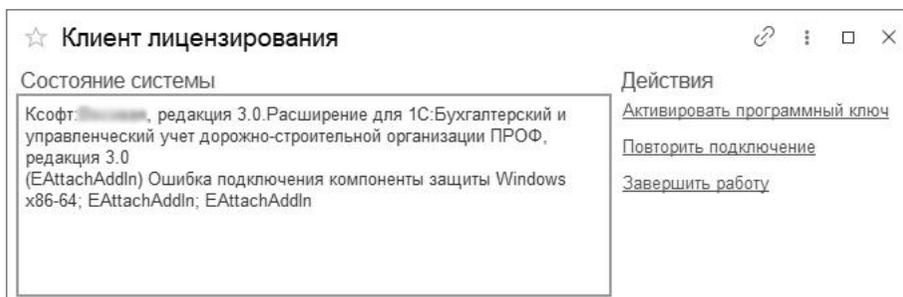 Клиент лицензирования
Состояние системы
Действия
Ксофт: , редакция 3.0.Расширение для 1С:Бухгалтерский и
управленческий учет дорожно-строительной организации ПРОФ,
редакция 3.0
(EAttachAddIn) Ошибка подключения компоненты защиты Windows
x86-64; EAttachAddIn; EAttachAddIn
Активировать программный ключ
Повторить подключение
Завершить работу